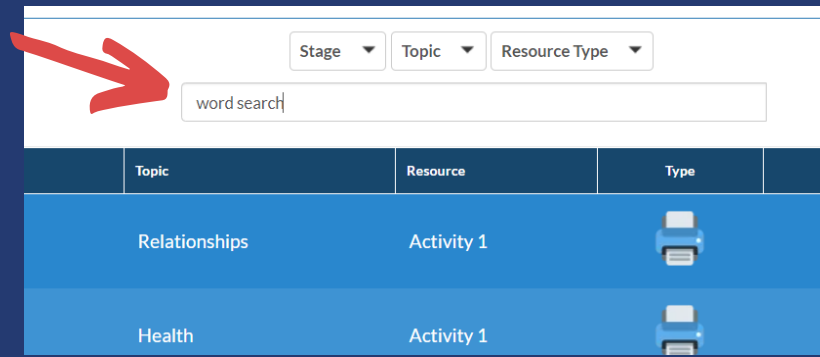 Stage Topic Resource Type
word search
Topic Resource Type
Relationships Activity 1
Health Activity 1